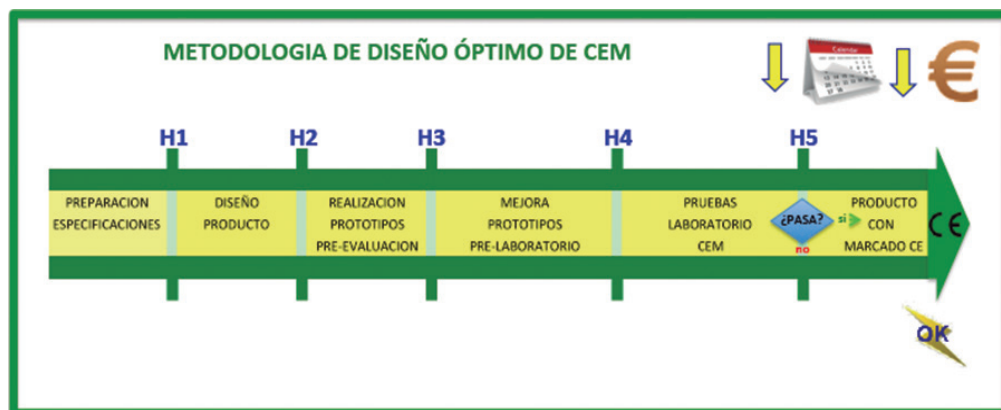 METODOLOGIA DE DISEÑO ÓPTIMO DE CEM
Calendar
€
H1
H2
H3
H4
H5
PREPARACION
ESPECIFICACIONES
DISEÑO
PRODUCTO
REALIZACION
PROTOTIPOS
PRE-EVALUACION
MEJORA
PROTOTIPOS
PRE-LABORATORIO
PRUEBAS
LABORATORIO
CEM
¿PASA?
si
no
PRODUCTO
CON
MARCADO CE
CE
OK